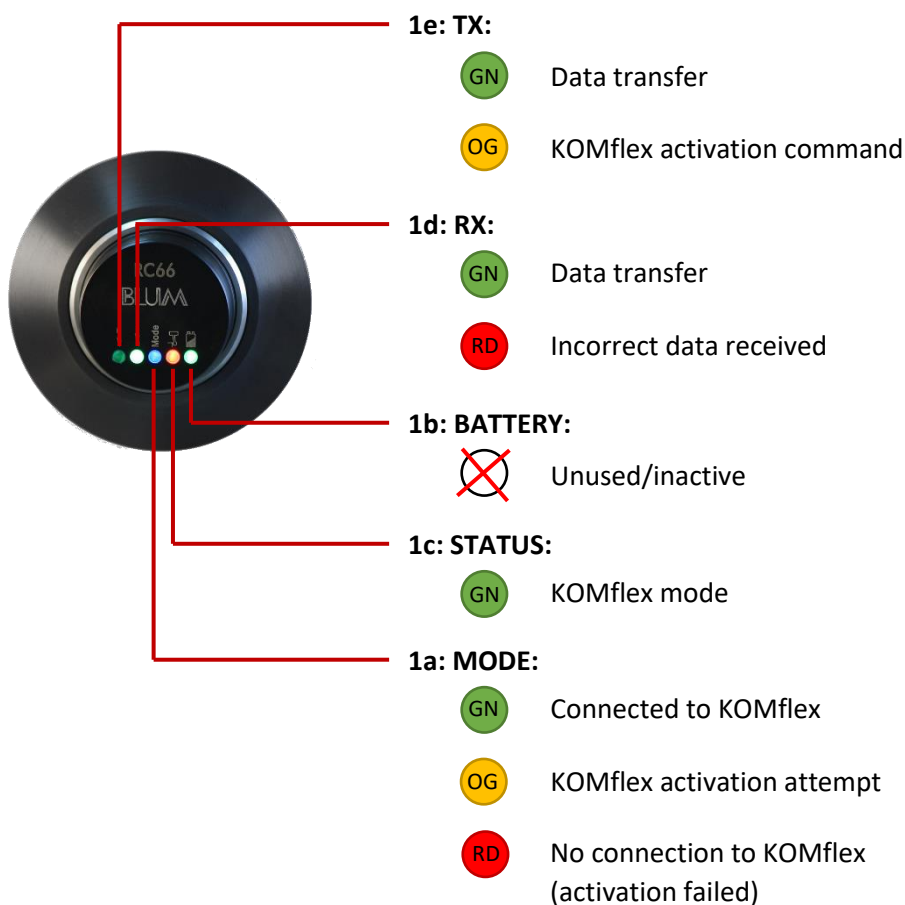 1e: TX:
GN Data transfer
OG KOMflex activation command
1d: RX:
GN Data transfer
RD Incorrect data received
RC66
BLUM
Mode
1b: BATTERY:
Unused/inactive
1c: STATUS:
GN KOMflex mode
1a: MODE:
GN Connected to KOMflex
OG KOMflex activation attempt
RD No connection to KOMflex
(activation failed)